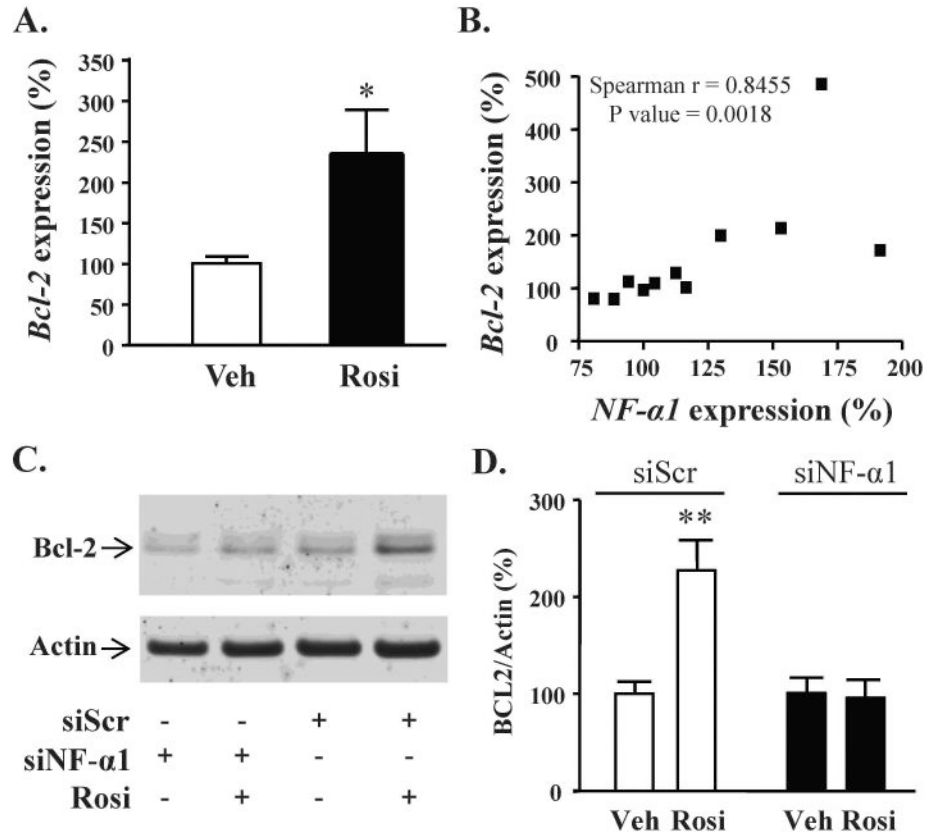 A.
Bcl-2 expression (%)
350
300
250
200
150
100
50
0
*
Veh Rosi
B.
Bcl-2 expression (%)
500
400
300
200
100
0
Spearman r = 0.8455
P value = 0.0018
75 100 125 150 175 200
NF-α1 expression (%)
C.
Bcl-2
Actin
siScr - - + +
siNF-α1 + + - -
Rosi - + - +
D.
siScr siNF-α1
BCL2/Actin (%)
300
200
100
0
**
Veh Rosi Veh Rosi